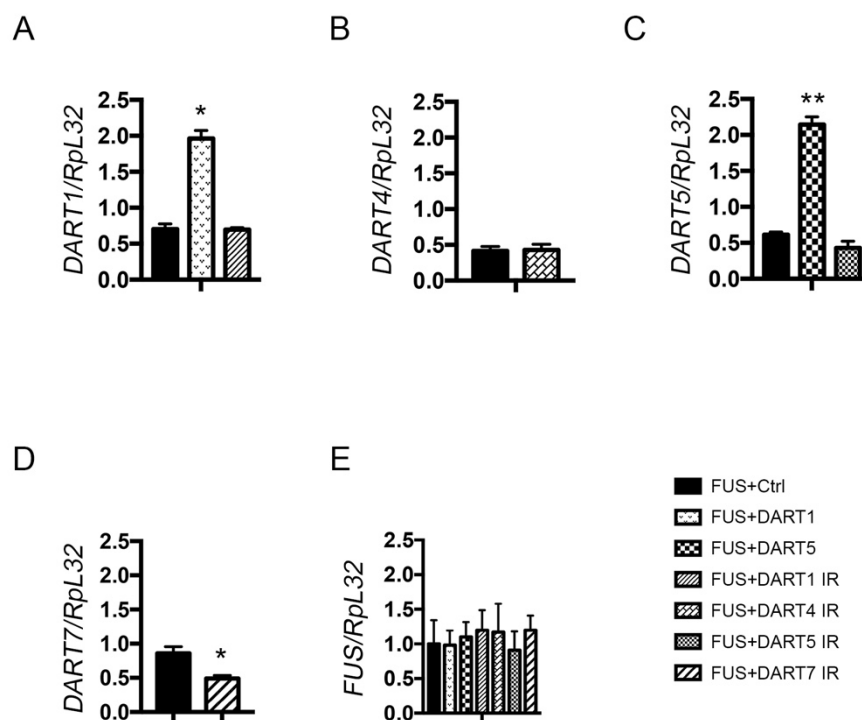 A
B
C
DART1/RpL32
2.5
2.0
1.5
1.0
0.5
0.0
*
DART4/RpL32
2.5
2.0
1.5
1.0
0.5
0.0
DART5/RpL32
2.5
2.0
1.5
1.0
0.5
0.0
**
D
E
DART7/RpL32
2.5
2.0
1.5
1.0
0.5
0.0
*
FUS/RpL32
2.5
2.0
1.5
1.0
0.5
0.0
FUS+Ctrl
FUS+DART1
FUS+DART5
FUS+DART1 IR
FUS+DART4 IR
FUS+DART5 IR
FUS+DART7 IR